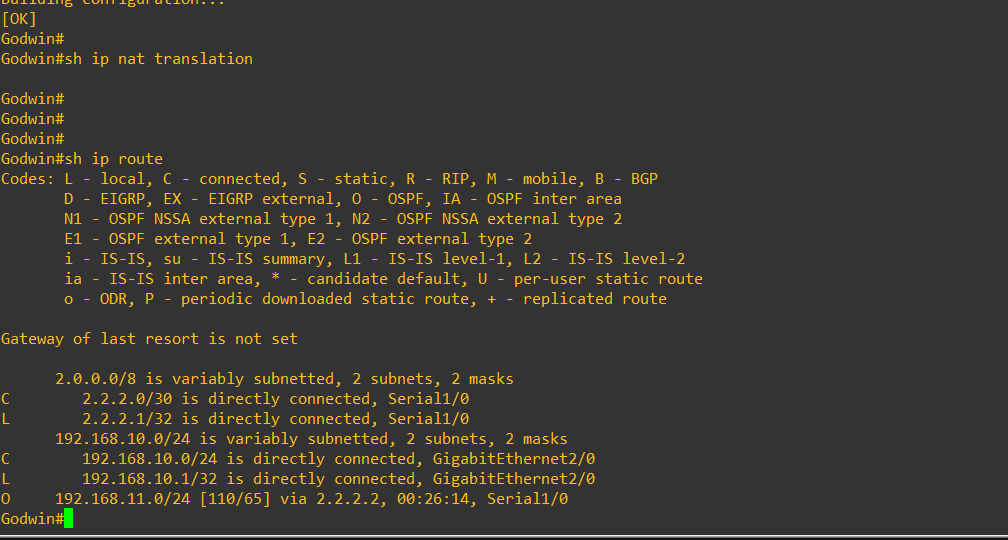 Building configuration...
[OK]
Godwin#
Godwin#sh ip nat translation

Godwin#
Godwin#
Godwin#
Godwin#sh ip route
Codes: L - local, C - connected, S - static, R - RIP, M - mobile, B - BGP
       D - EIGRP, EX - EIGRP external, O - OSPF, IA - OSPF inter area
       N1 - OSPF NSSA external type 1, N2 - OSPF NSSA external type 2
       E1 - OSPF external type 1, E2 - OSPF external type 2
       i - IS-IS, su - IS-IS summary, L1 - IS-IS level-1, L2 - IS-IS level-2
       ia - IS-IS inter area, * - candidate default, U - per-user static route
       o - ODR, P - periodic downloaded static route, + - replicated route

Gateway of last resort is not set

      2.0.0.0/8 is variably subnetted, 2 subnets, 2 masks
C        2.2.2.0/30 is directly connected, Serial1/0
L        2.2.2.1/32 is directly connected, Serial1/0
      192.168.10.0/24 is variably subnetted, 2 subnets, 2 masks
C        192.168.10.0/24 is directly connected, GigabitEthernet2/0
L        192.168.10.1/32 is directly connected, GigabitEthernet2/0
O     192.168.11.0/24 [110/65] via 2.2.2.2, 00:26:14, Serial1/0
Godwin#